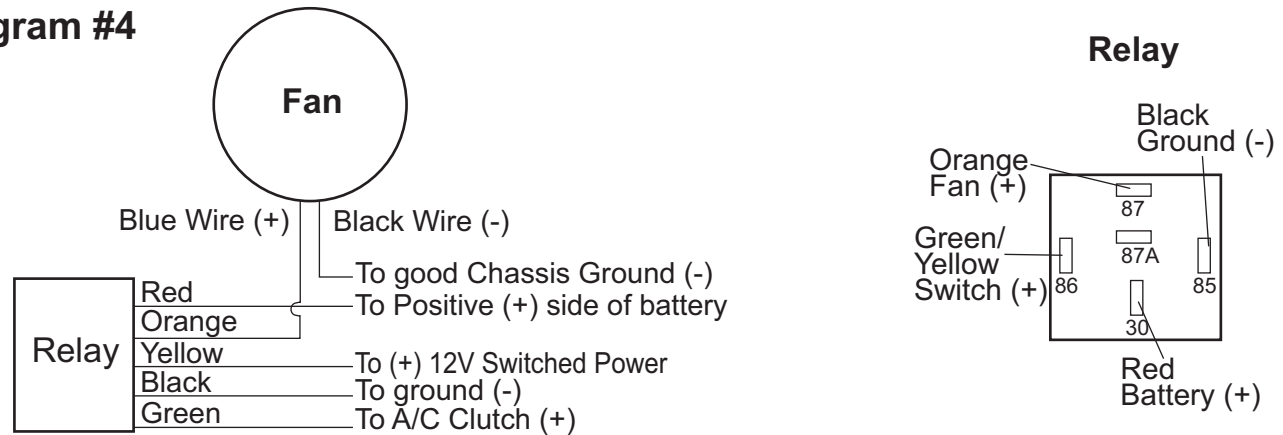 gram #4
Fan
Blue Wire (+)
Black Wire (-)
To good Chassis Ground (-)
Red
To Positive (+) side of battery
Orange
Relay
Yellow
To (+) 12V Switched Power
Black
To ground (-)
Green
To A/C Clutch (+)
Relay
Black
Ground (-)
Orange
Fan (+)
87
Green/
Yellow
Switch (+)
87A
86
85
30
Red
Battery (+)